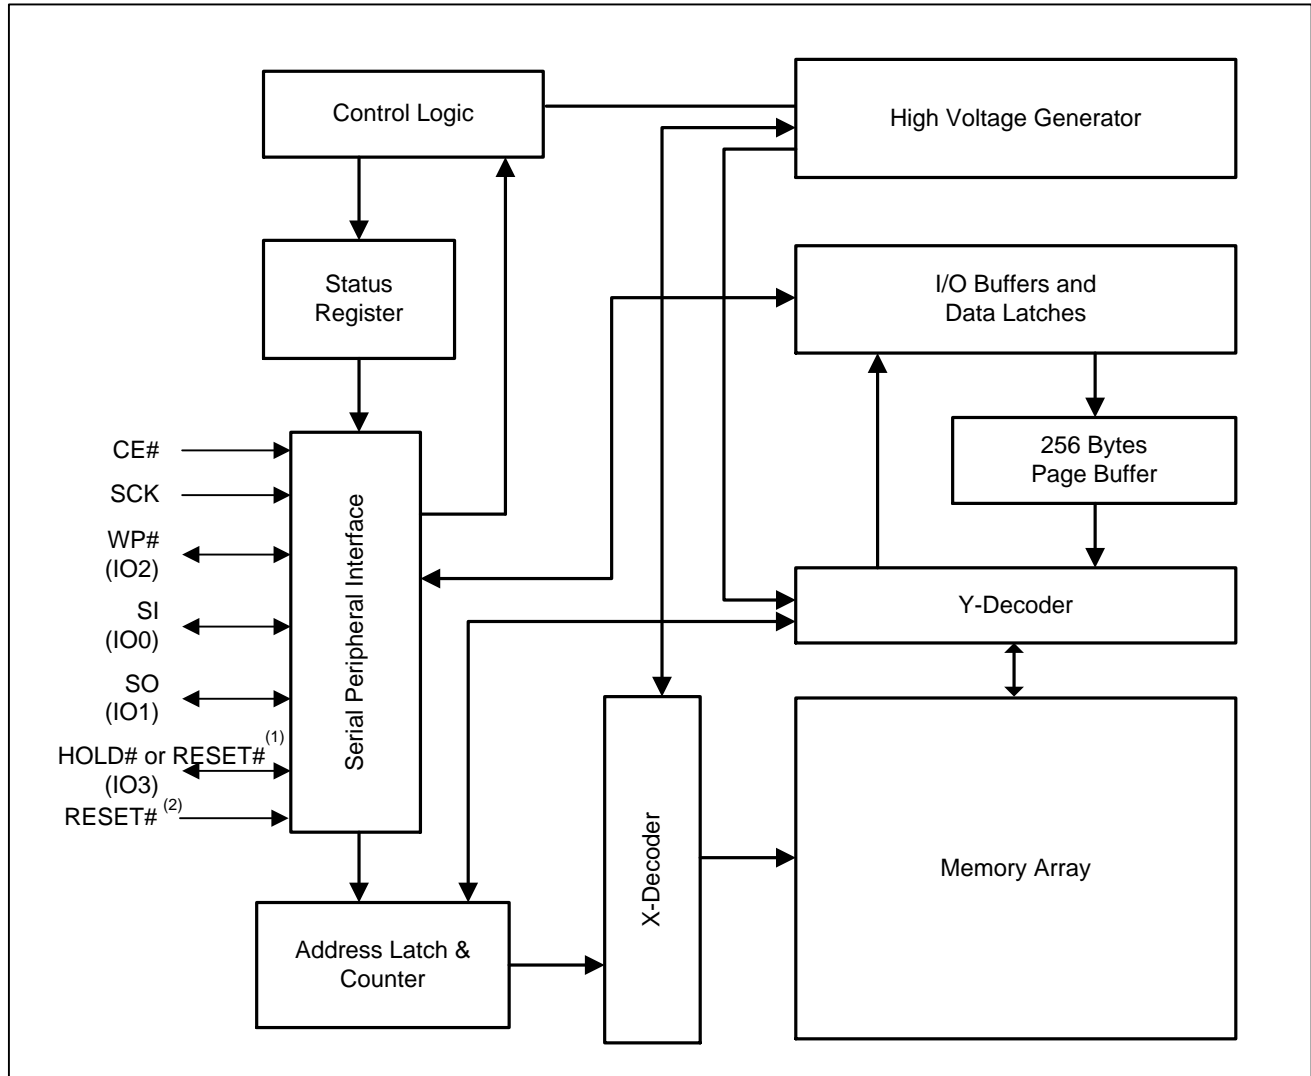 Control Logic
High Voltage Generator
Status
Register
I/O Buffers and
Data Latches
256 Bytes
Page Buffer
Y-Decoder
CE#
SCK
WP#
(IO2)
SI
(IO0)
SO
(IO1)
HOLD# or RESET# (1)
(IO3)
RESET# (2)
Serial Peripheral Interface
Address Latch &
Counter
X-Decoder
Memory Array